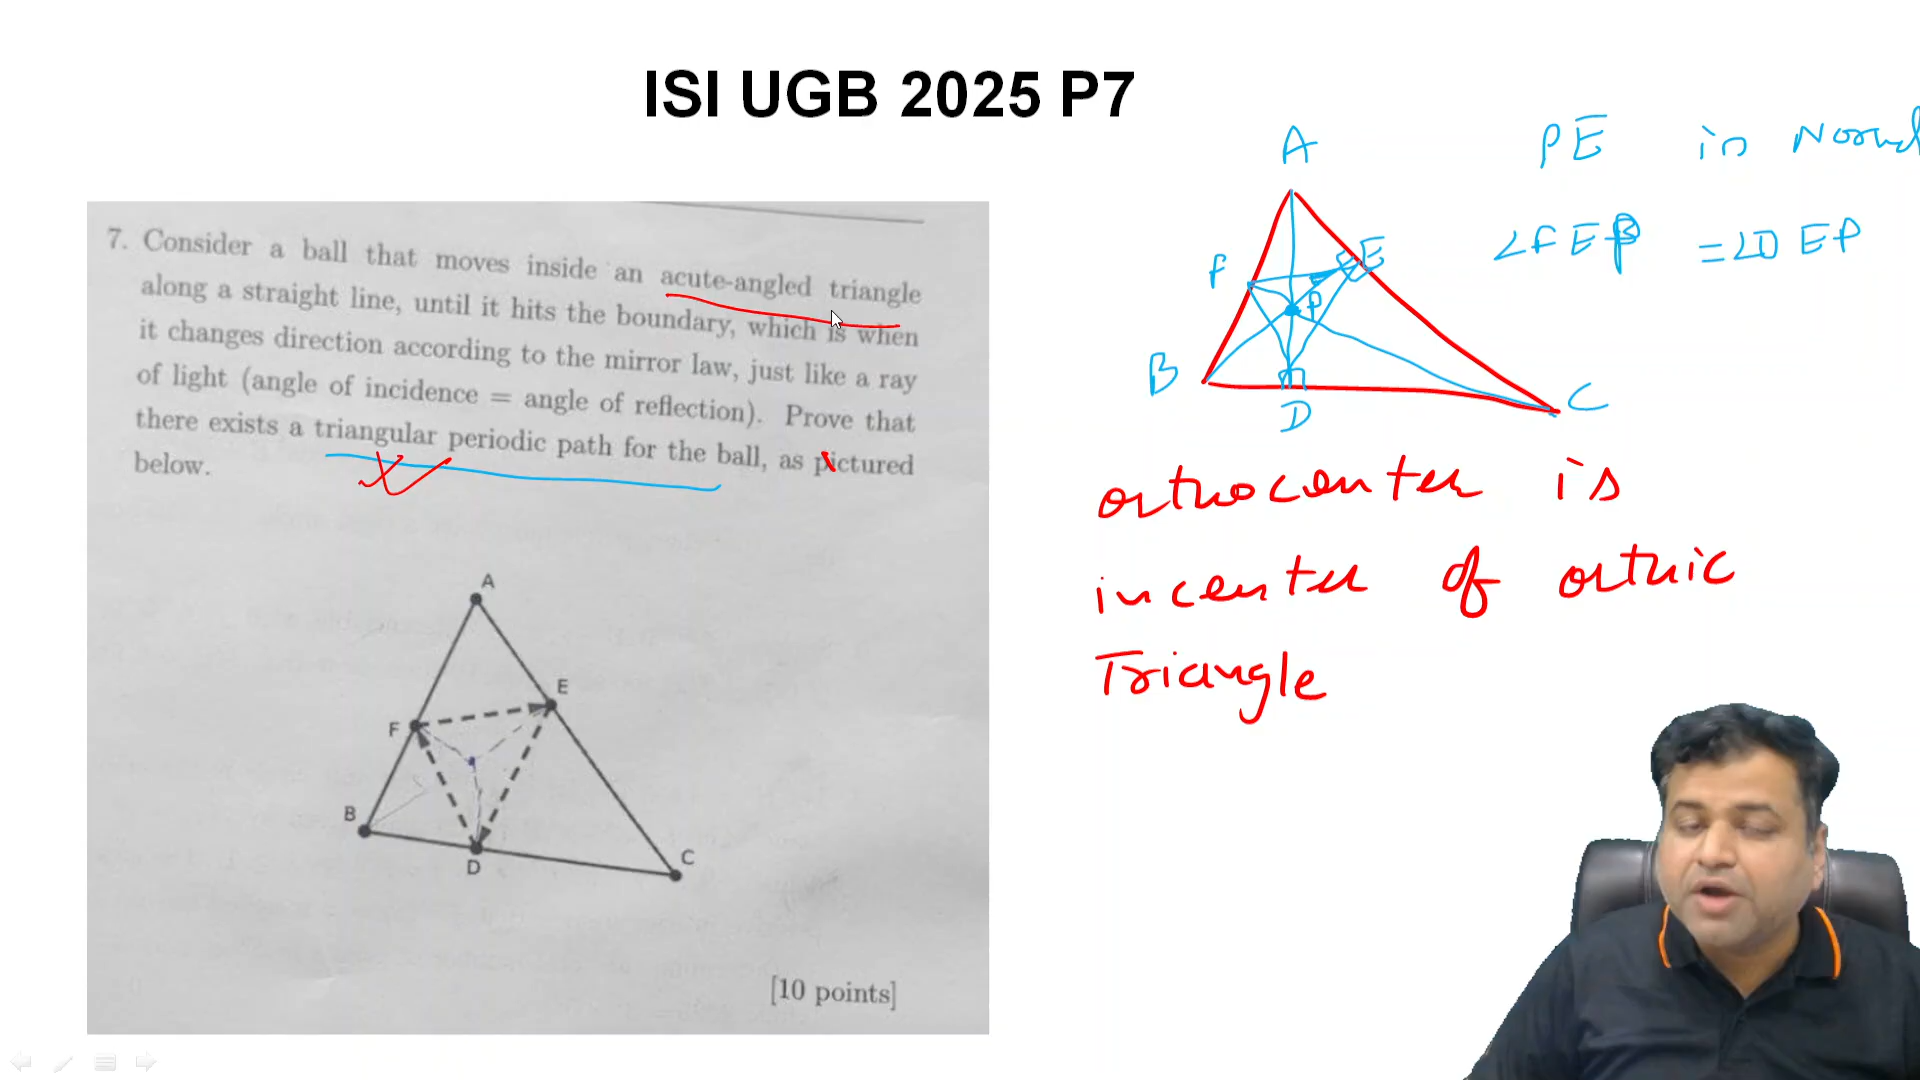 ISI UGB 2025 P7
7. Consider a ball that moves inside an acute-angled triangle
along a straight line, until it hits the boundary, which is when
it changes direction according to the mirror law, just like a ray
of light (angle of incidence = angle of reflection). Prove that
there exists a triangular periodic path for the ball, as pictured
below.
A
E
F
B
D
C
[10 points]
A
F
E
P
B
D
C
PE is Normal
= ∠DEP
orthocenter is
incenter of orthic
Triangle